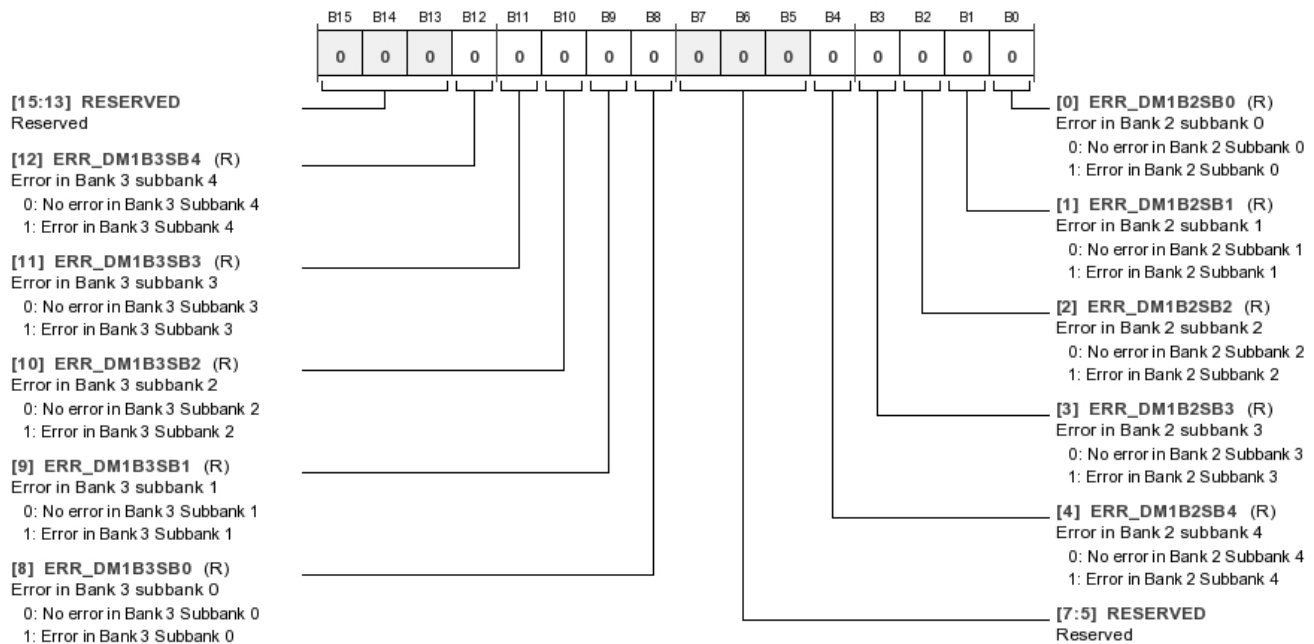 B15 B14 B13 B12 B11 B10 B9 B8 B7 B6 B5 B4 B3 B2 B1 B0
0 0 0 0 0 0 0 0 0 0 0 0 0 0 0 0
[15:13] RESERVED
Reserved
[12] ERR_DM1B3SB4 (R)
Error in Bank 3 subbank 4
0: No error in Bank 3 Subbank 4
1: Error in Bank 3 Subbank 4
[11] ERR_DM1B3SB3 (R)
Error in Bank 3 subbank 3
0: No error in Bank 3 Subbank 3
1: Error in Bank 3 Subbank 3
[10] ERR_DM1B3SB2 (R)
Error in Bank 3 subbank 2
0: No error in Bank 3 Subbank 2
1: Error in Bank 3 Subbank 2
[9] ERR_DM1B3SB1 (R)
Error in Bank 3 subbank 1
0: No error in Bank 3 Subbank 1
1: Error in Bank 3 Subbank 1
[8] ERR_DM1B3SB0 (R)
Error in Bank 3 subbank 0
0: No error in Bank 3 Subbank 0
1: Error in Bank 3 Subbank 0
[0] ERR_DM1B2SB0 (R)
Error in Bank 2 subbank 0
0: No error in Bank 2 Subbank 0
1: Error in Bank 2 Subbank 0
[1] ERR_DM1B2SB1 (R)
Error in Bank 2 subbank 1
0: No error in Bank 2 Subbank 1
1: Error in Bank 2 Subbank 1
[2] ERR_DM1B2SB2 (R)
Error in Bank 2 subbank 2
0: No error in Bank 2 Subbank 2
1: Error in Bank 2 Subbank 2
[3] ERR_DM1B2SB3 (R)
Error in Bank 2 subbank 3
0: No error in Bank 2 Subbank 3
1: Error in Bank 2 Subbank 3
[4] ERR_DM1B2SB4 (R)
Error in Bank 2 subbank 4
0: No error in Bank 2 Subbank 4
1: Error in Bank 2 Subbank 4
[7:5] RESERVED
Reserved